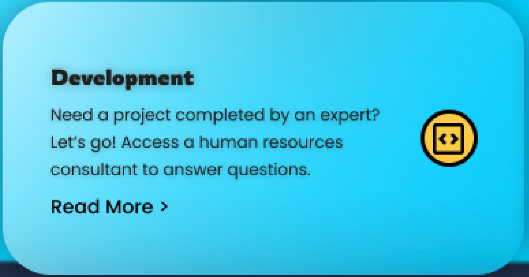 Development
Need a project completed by an expert?
Let's go! Access a human resources
consultant to answer questions.
Read More >